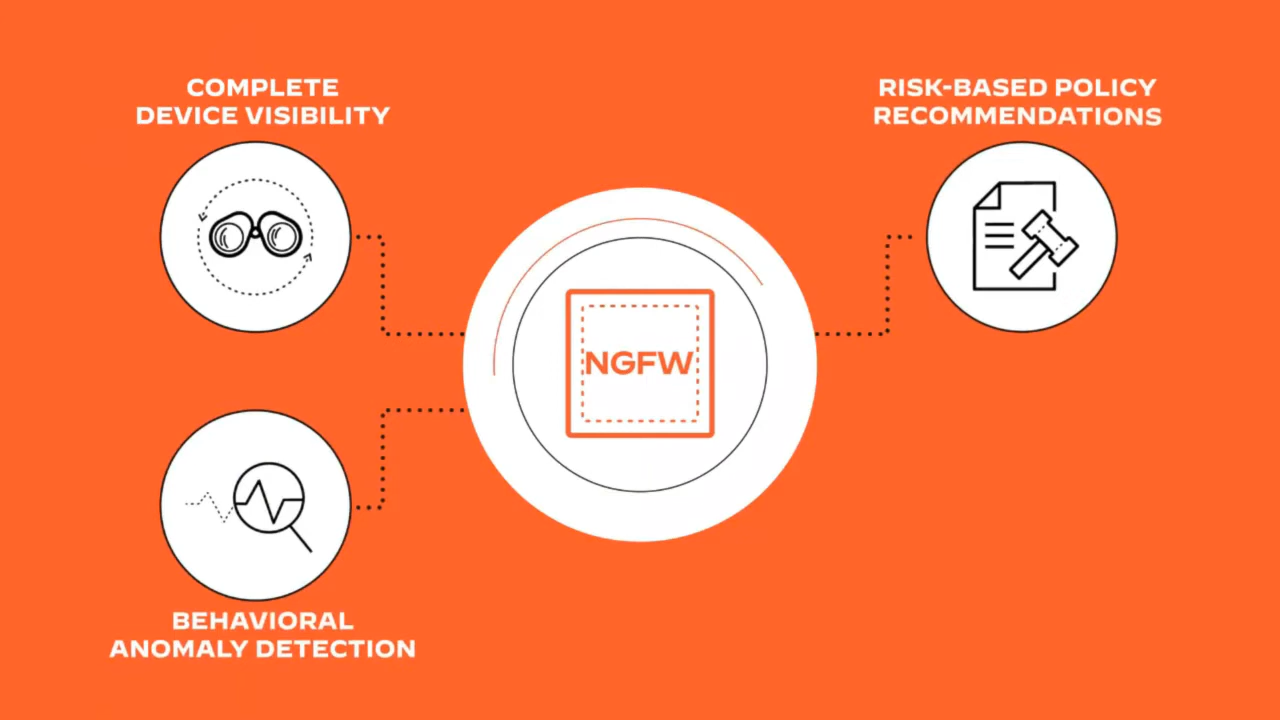 COMPLETE
DEVICE VISIBILITY
RISK-BASED POLICY
RECOMMENDATIONS
NGFW
BEHAVIORAL
ANOMALY DETECTION